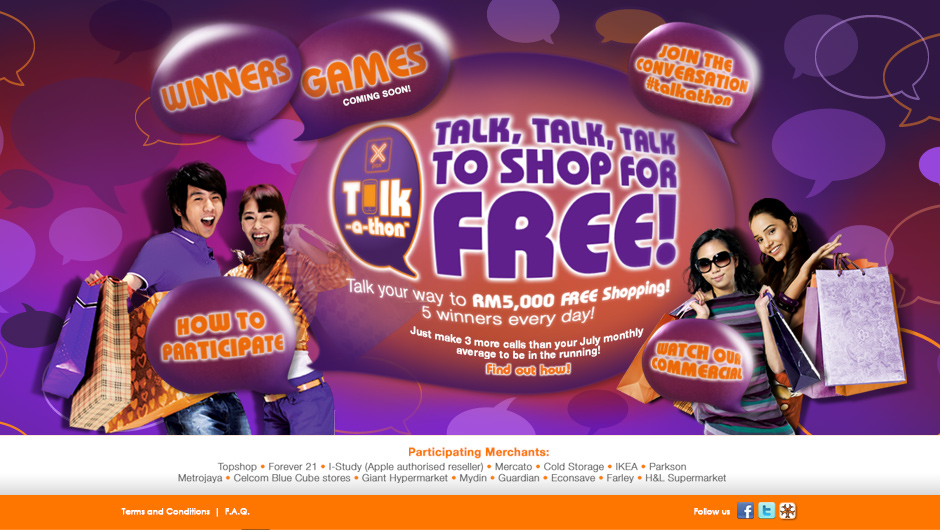 WINNERS
GAMES
COMING SOON!
JOIN THE
CONVERSATION
#talkathon
X
Talk
-a-thon™
TALK, TALK, TALK
TO SHOP FOR
FREE!
Talk your way to RM5,000 FREE Shopping!
5 winners every day!
Just make 3 more calls than your July monthly
average to be in the running!
Find out how!
HOW TO
PARTICIPATE
WATCH OUR
COMMERCIAL
Participating Merchants:
Topshop • Forever 21 • I-Study (Apple authorised reseller) • Mercato • Cold Storage • IKEA • Parkson
Metrojaya • Celcom Blue Cube stores • Giant Hypermarket • Mydin • Guardian • Econsave • Farley • H&L Supermarket
Terms and Conditions | F.A.Q.
Follow us